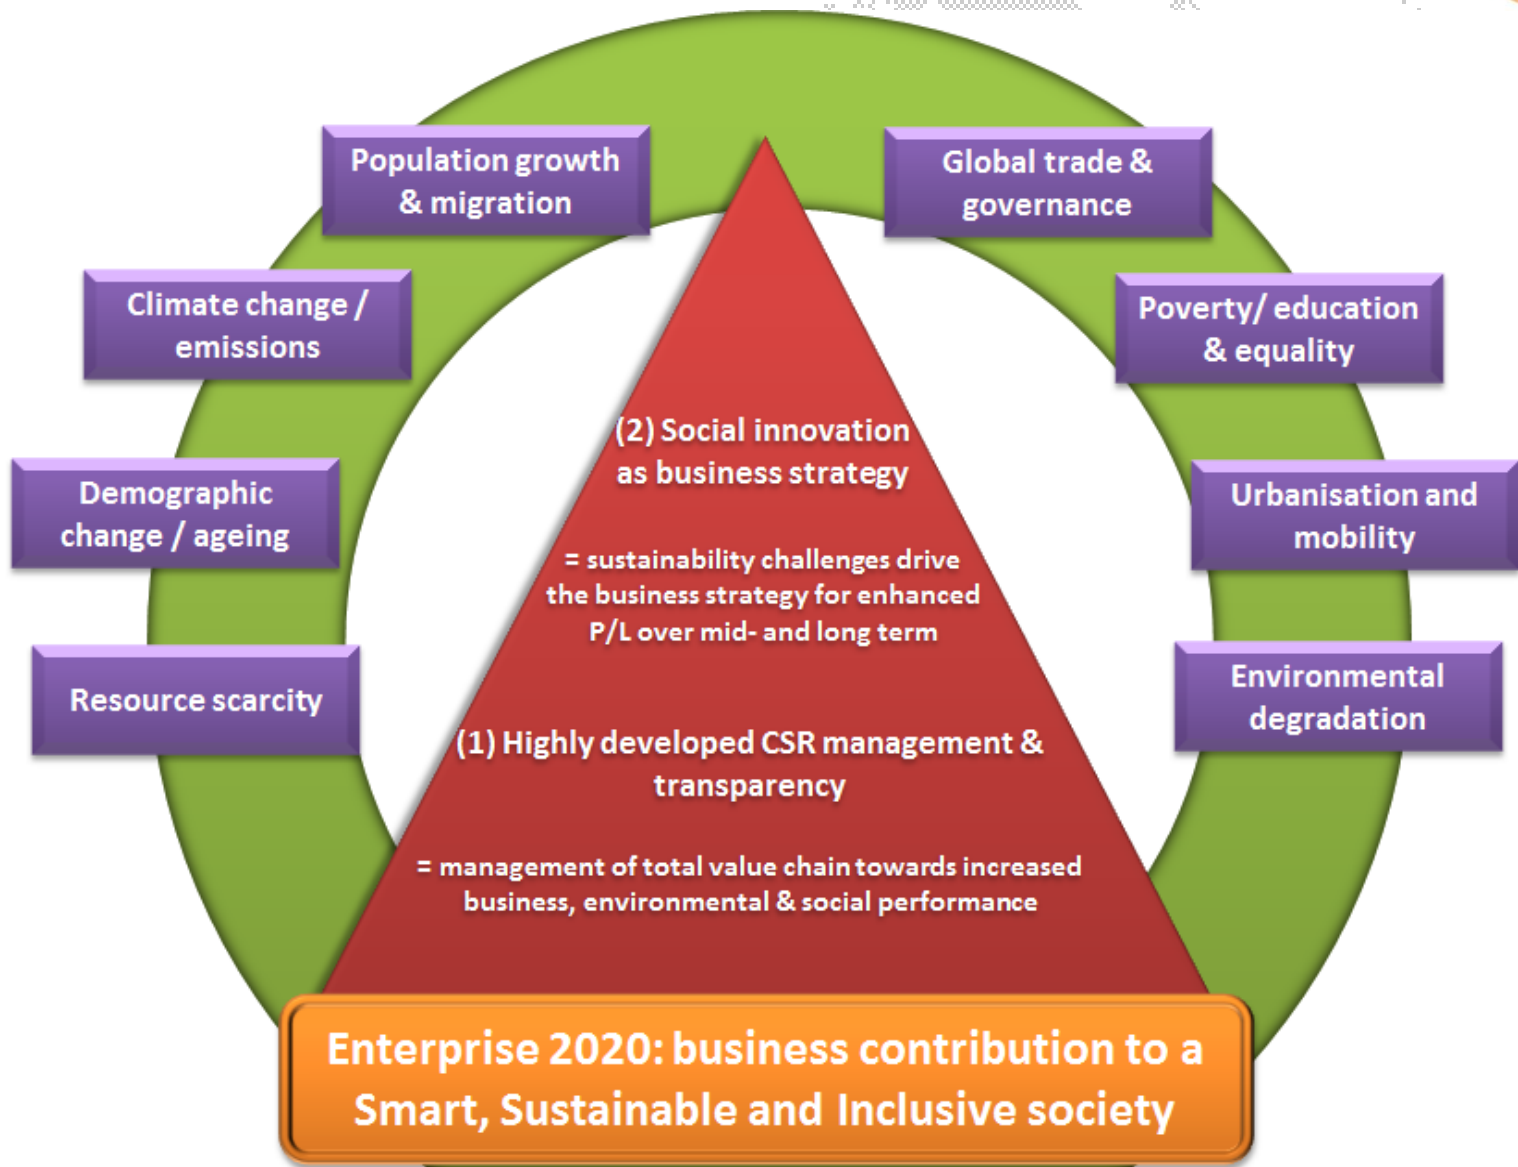 Population growth
& migration
Global trade &
governance
Climate change /
emissions
Poverty/ education
& equality
Demographic
change / ageing
Urbanisation and
mobility
Resource scarcity
Environmental
degradation
(2) Social innovation
as business strategy
= sustainability challenges drive
the business strategy for enhanced
P/L over mid- and long term
(1) Highly developed CSR management &
transparency
= management of total value chain towards increased
business, environmental & social performance
Enterprise 2020: business contribution to a
Smart, Sustainable and Inclusive society